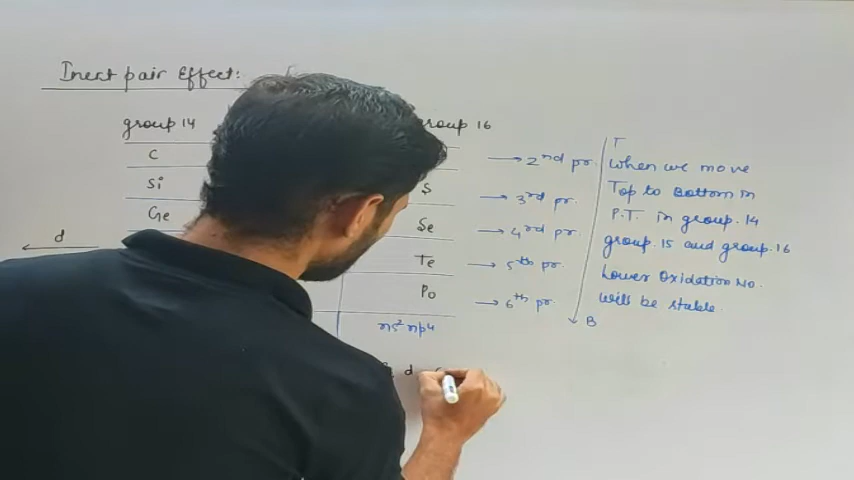 Inert pair Effect:
group 14
group 16
C
Si
Ge
S
Se
Te
Po
ns² np⁴
d
→ 2nd pr.
→ 3rd pr.
→ 4rd pr.
→ 5th pr.
→ 6th pr.
T
When we move
Top to Bottom in
P.T. in group. 14
group. 15 and group. 16
Lower Oxidation No.
will be stable.
B
d